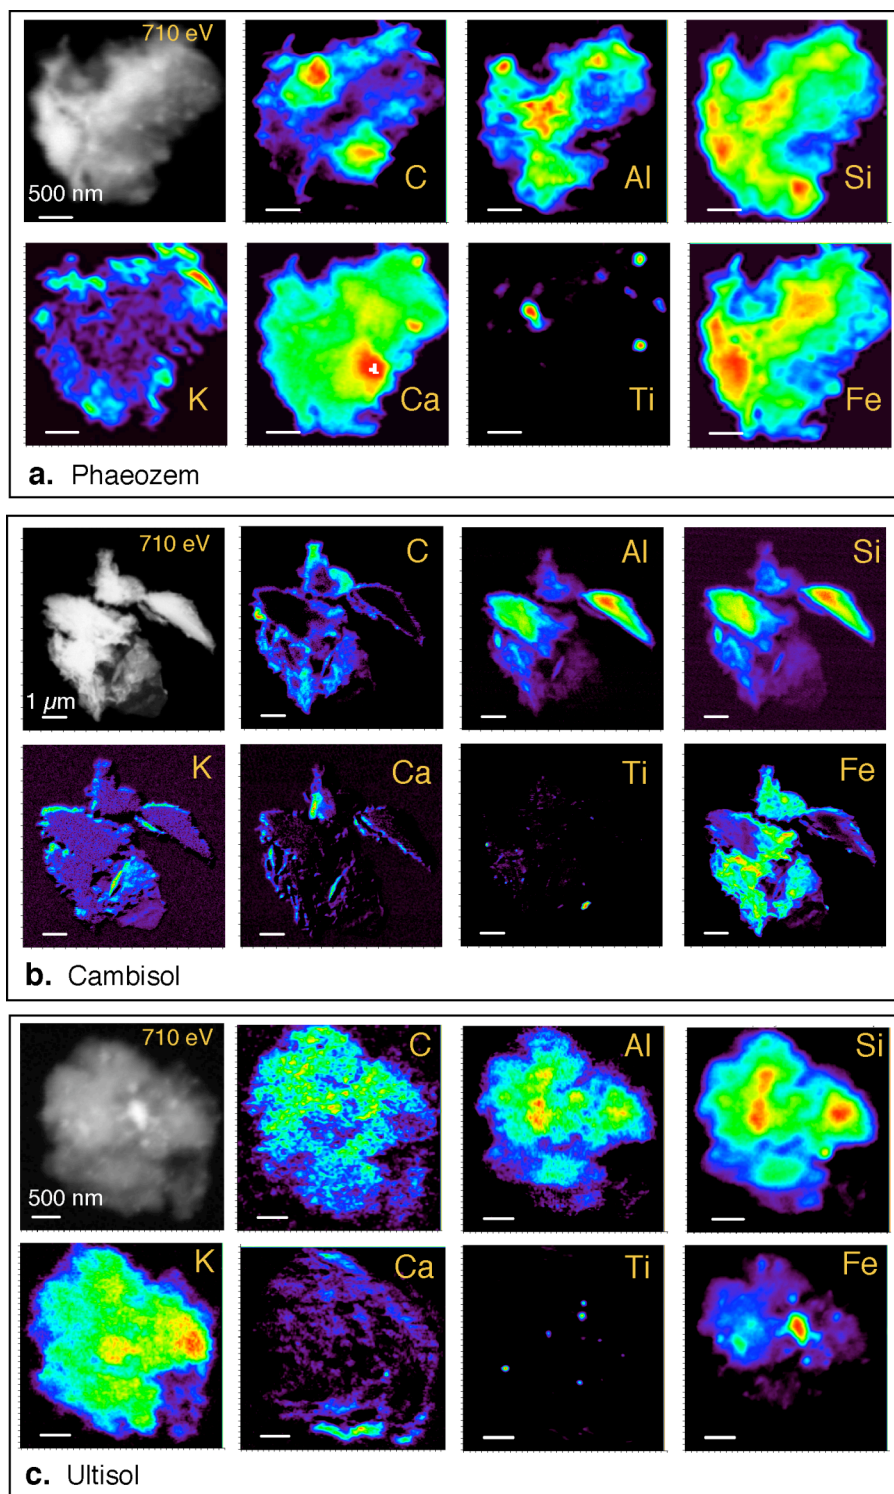 710 eV
500 nm
C
Al
Si
K
Ca
Ti
Fe
a. Phaeozem
710 eV
1 µm
C
Al
Si
K
Ca
Ti
Fe
b. Cambisol
710 eV
500 nm
C
Al
Si
K
Ca
Ti
Fe
c. Ultisol